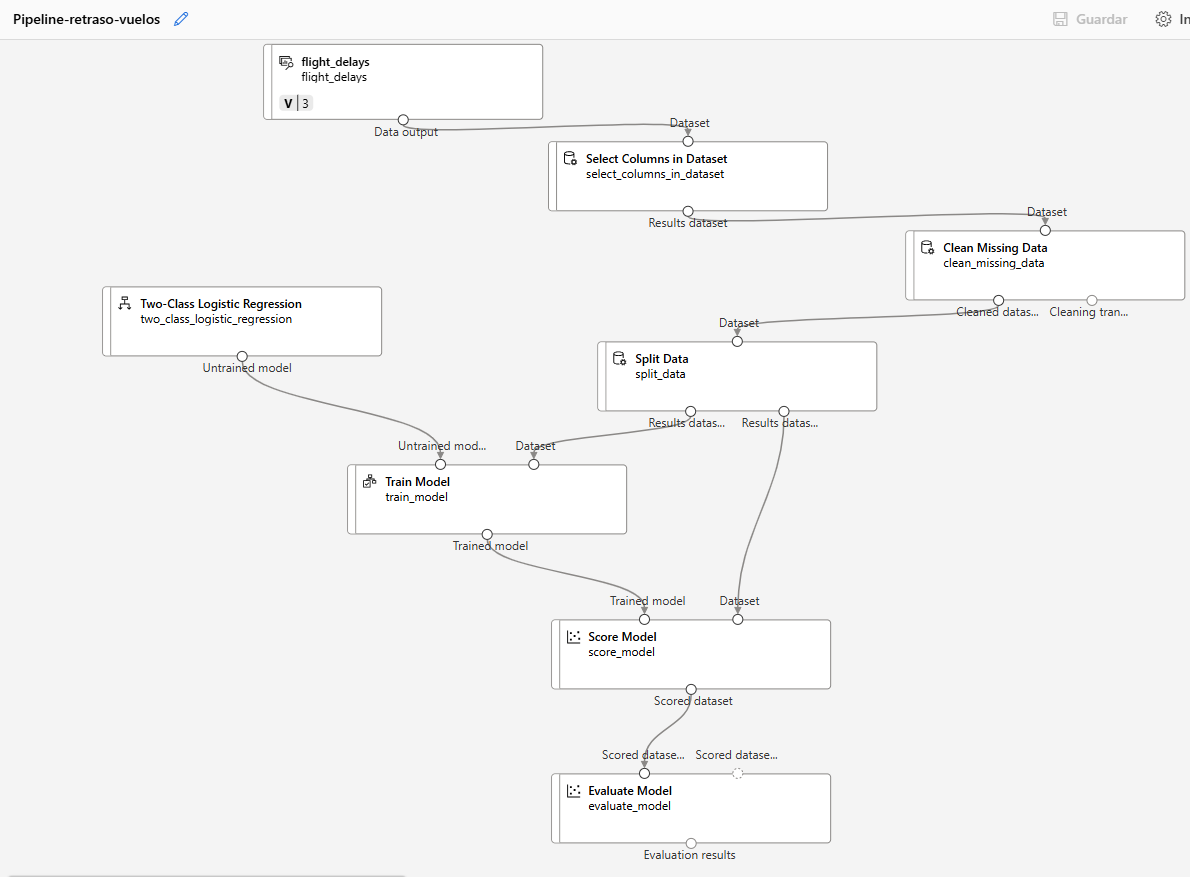 Pipeline-retraso-vuelos
Guardar
In
flight_delays
flight_delays
V 3
Data output
Dataset
Select Columns in Dataset
select_columns_in_dataset
Results dataset
Dataset
Clean Missing Data
clean_missing_data
Cleaned datas...
Cleaning tran...
Two-Class Logistic Regression
two_class_logistic_regression
Untrained model
Dataset
Split Data
split_data
Results datas...
Results datas...
Untrained mod...
Dataset
Train Model
train_model
Trained model
Trained model
Dataset
Score Model
score_model
Scored dataset
Scored datase...
Scored datase...
Evaluate Model
evaluate_model
Evaluation results